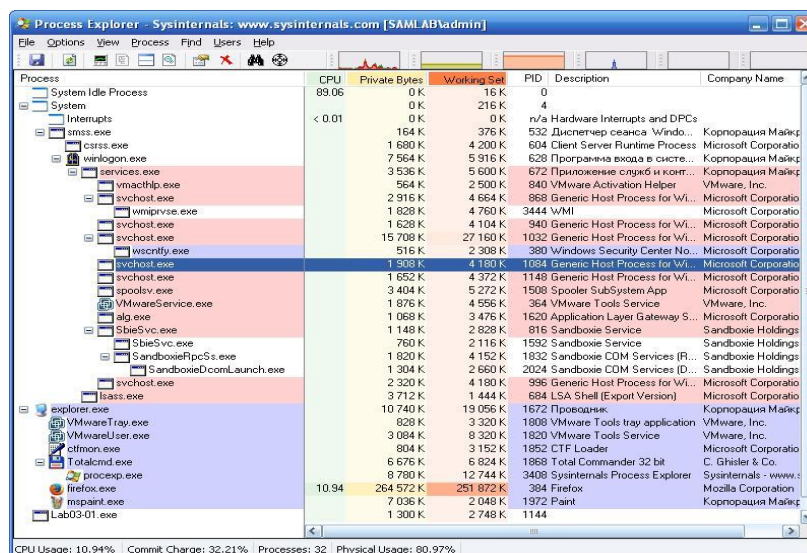 Process Explorer - Sysinternals: www.sysinternals.com [SAMLAB\admin]
File Options View Process Find Users Help
Process CPU Private Bytes Working Set PID Description Company Name
System Idle Process 89.06 0 K 16 K 0
System 0 K 216 K 4
Interrupts < 0.01 0 K 0 K n/a Hardware Interrupts and DPCs
smss.exe 164 K 376 K 532 Диспетчер сеанса Windo... Корпорация Майкр
csrss.exe 1 680 K 4 200 K 604 Client Server Runtime Process Microsoft Corporatio
winlogon.exe 7 564 K 5 916 K 628 Программа входа в систе... Корпорация Майкр
services.exe 3 536 K 5 600 K 672 Приложение служб и конт... Корпорация Майкр
vmacthlp.exe 564 K 2 500 K 840 VMware Activation Helper VMware, Inc.
svchost.exe 2 916 K 4 664 K 868 Generic Host Process for Wi... Microsoft Corporatio
wmiprvse.exe 1 828 K 4 760 K 3444 WMI Microsoft Corporatio
svchost.exe 1 628 K 4 104 K 940 Generic Host Process for Wi... Microsoft Corporatio
svchost.exe 15 708 K 27 160 K 1032 Generic Host Process for Wi... Microsoft Corporatio
wscntfy.exe 516 K 2 308 K 380 Windows Security Center No... Microsoft Corporatio
svchost.exe 1 908 K 4 180 K 1084 Generic Host Process for Wi... Microsoft Corporatio
svchost.exe 1 652 K 4 372 K 1148 Generic Host Process for Wi... Microsoft Corporatio
spoolsv.exe 3 404 K 5 272 K 1508 Spooler SubSystem App Microsoft Corporatio
VMwareService.exe 1 876 K 4 556 K 364 VMware Tools Service VMware, Inc.
alg.exe 1 068 K 3 476 K 1620 Application Layer Gateway S... Microsoft Corporatio
SbieSvc.exe 1 148 K 2 828 K 816 Sandboxie Service Sandboxie Holdings
SbieSvc.exe 760 K 2 116 K 1592 Sandboxie Service Sandboxie Holdings
SandboxieRpcSs.exe 1 820 K 4 152 K 1832 Sandboxie COM Services (R... Sandboxie Holdings
SandboxieDcomLaunch.exe 1 304 K 2 660 K 2024 Sandboxie COM Services (D... Sandboxie Holdings
svchost.exe 2 320 K 4 180 K 996 Generic Host Process for Wi... Microsoft Corporatio
lsass.exe 3 712 K 1 444 K 684 LSA Shell (Export Version) Microsoft Corporatio
explorer.exe 10 740 K 19 056 K 1672 Проводник Корпорация Майкр
VMwareTray.exe 828 K 3 320 K 1808 VMware Tools tray application VMware, Inc.
VMwareUser.exe 3 084 K 8 320 K 1820 VMware Tools Service VMware, Inc.
ctfmon.exe 804 K 3 152 K 1852 CTF Loader Microsoft Corporatio
Totalcmd.exe 6 676 K 6 824 K 1868 Total Commander 32 bit C. Ghisler & Co.
procexp.exe 8 780 K 12 744 K 3408 Sysinternals Process Explorer Sysinternals - www.s
firefox.exe 10.94 264 572 K 251 872 K 384 Firefox Mozilla Corporation
mspaint.exe 7 036 K 2 048 K 1972 Paint Корпорация Майкр
Lab03-01.exe 1 300 K 2 748 K 1144
CPU Usage: 10.94% Commit Charge: 32.21% Processes: 32 Physical Usage: 80.97%